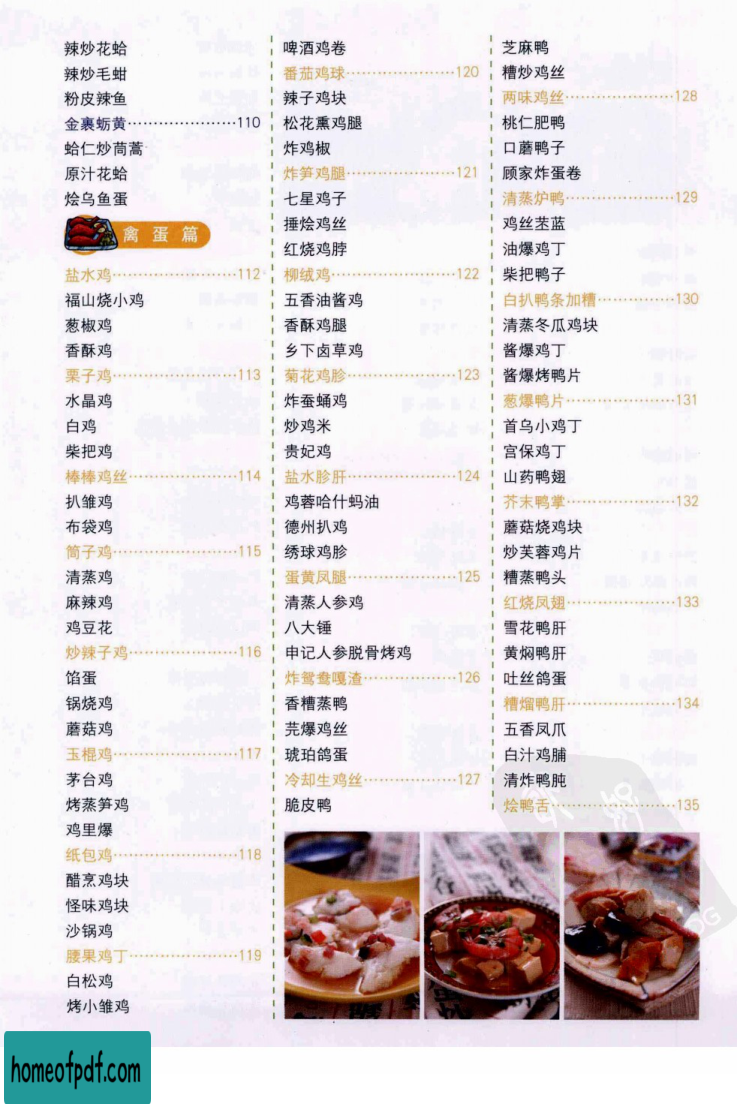 辣炒花蛤
辣炒毛蚶
粉皮辣鱼
金裹蛎黄····················110
蛤仁炒茼蒿
原汁花蛤
烩乌鱼蛋
禽蛋篇
盐水鸡·······················112
福山烧小鸡
葱椒鸡
香酥鸡
栗子鸡·······················113
水晶鸡
白鸡
柴把鸡
棒棒鸡丝····················114
扒雏鸡
布袋鸡
筒子鸡·······················115
清蒸鸡
麻辣鸡
鸡豆花
炒辣子鸡····················116
馅蛋
锅烧鸡
蘑菇鸡
玉棍鸡·······················117
茅台鸡
烤蒸笋鸡
鸡里爆
纸包鸡·······················118
醋烹鸡块
怪味鸡块
沙锅鸡
腰果鸡丁····················119
白松鸡
烤小雏鸡
啤酒鸡卷
番茄鸡球····················120
辣子鸡块
松花熏鸡腿
炸鸡椒
炸笋鸡腿····················121
七星鸡子
捶烩鸡丝
红烧鸡脖
柳绒鸡·······················122
五香油酱鸡
香酥鸡腿
乡下卤草鸡
菊花鸡胗····················123
炸蚕蛹鸡
炒鸡米
贵妃鸡
盐水胗肝····················124
鸡蓉哈什蚂油
德州扒鸡
绣球鸡胗
蛋黄凤腿····················125
清蒸人参鸡
八大锤
申记人参脱骨烤鸡
炸鸳鸯嘎渣·················126
香糟蒸鸭
芫爆鸡丝
琥珀鸽蛋
冷却生鸡丝·················127
脆皮鸭
芝麻鸭
糟炒鸡丝
两味鸡丝····················128
桃仁肥鸭
口蘑鸭子
顾家炸蛋卷
清蒸炉鸭····················129
鸡丝苤蓝
油爆鸡丁
柴把鸭子
白扒鸭条加糟··············130
清蒸冬瓜鸡块
酱爆鸡丁
酱爆烤鸭片
葱爆鸭片····················131
首乌小鸡丁
宫保鸡丁
山药鸭翅
芥末鸭掌····················132
蘑菇烧鸡块
炒芙蓉鸡片
糟蒸鸭头
红烧凤翅····················133
雪花鸭肝
黄焖鸭肝
吐丝鸽蛋
糟熘鸭肝····················134
五香凤爪
白汁鸡脯
清炸鸭肫
烩鸭舌·······················135
homeofpdf.com